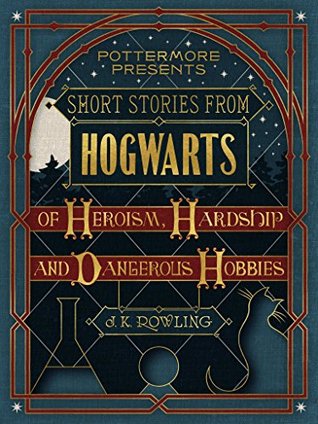 POTTERMORE
PRESENTS
SHORT STORIES FROM
HOGWARTS
OF HEROISM, HARDSHIP
AND DANGEROUS HOBBIES
J.K. ROWLING